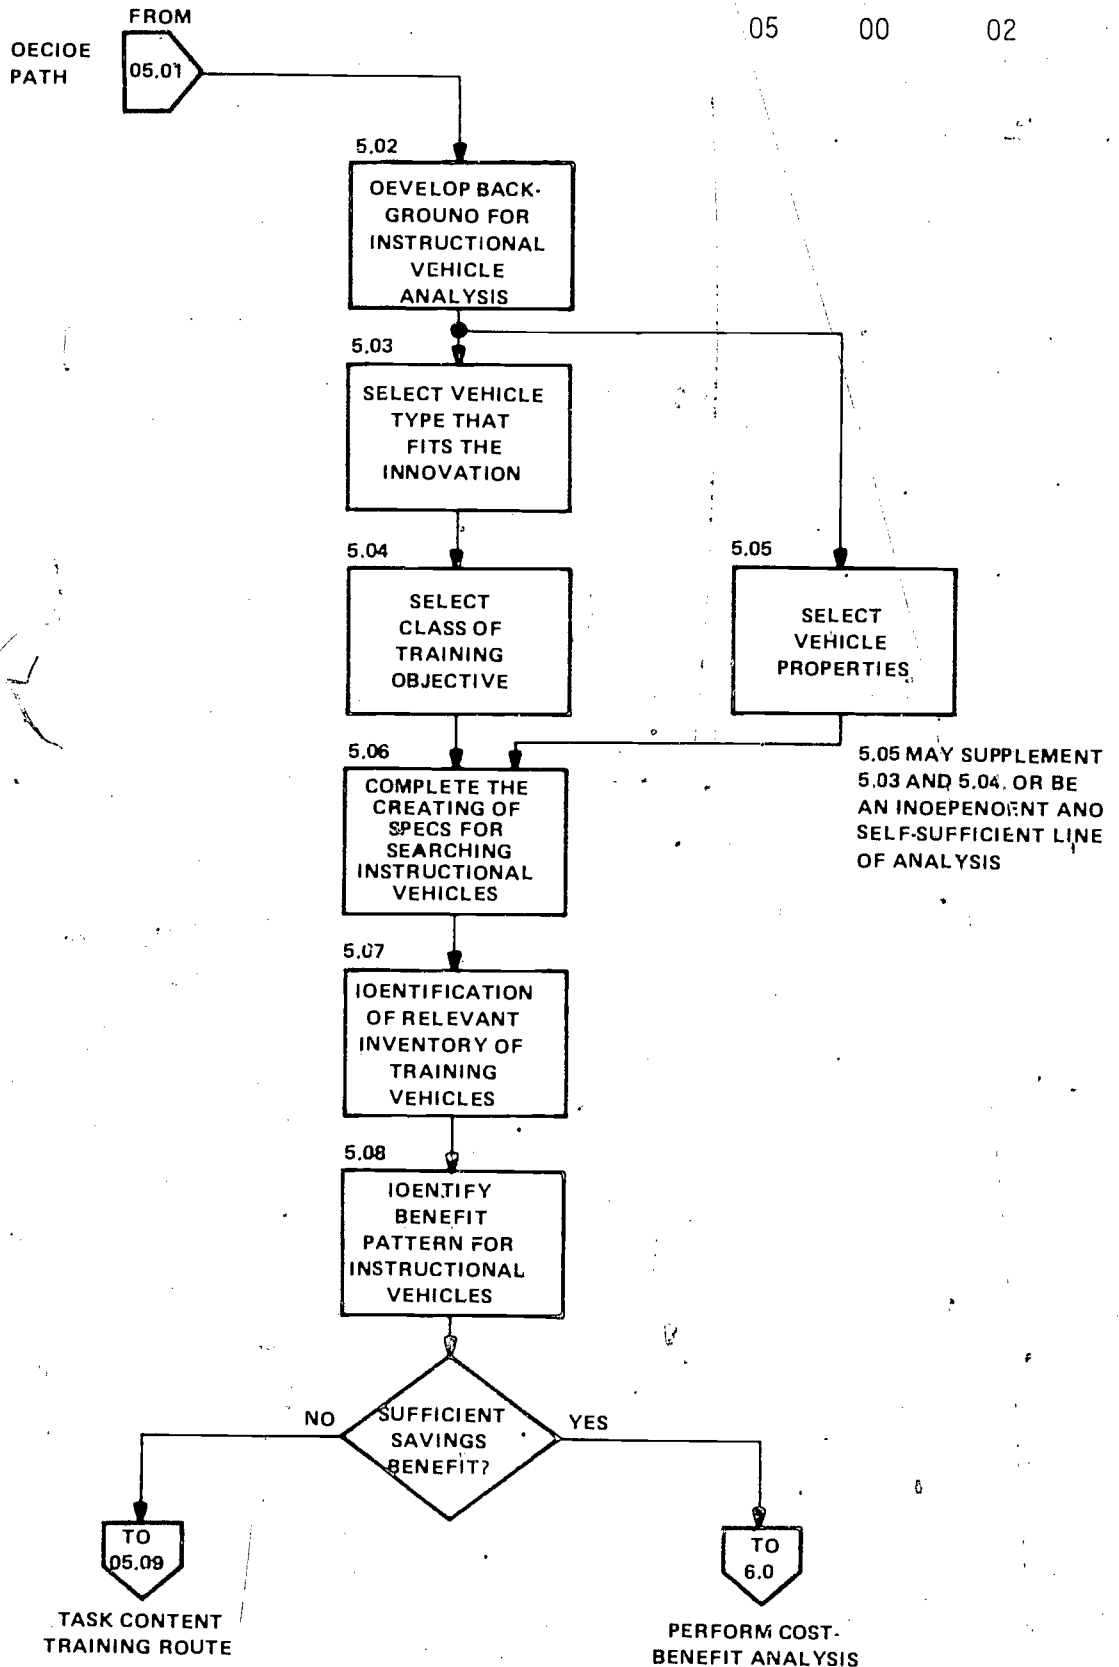 FROM
05 00 02
OECIOE
PATH
05.01
5.02
OEVELOP BACK-
GROUNO FOR
INSTRUCTIONAL
VEHICLE
ANALYSIS
5.03
SELECT VEHICLE
TYPE THAT
FITS THE
INNOVATION
5.04
SELECT
CLASS OF
TRAINING
OBJECTIVE
5.05
SELECT
VEHICLE
PROPERTIES
5.05 MAY SUPPLEMENT
5.03 AND 5.04, OR BE
AN INOEPENOENT ANO
SELF-SUFFICIENT LINE
OF ANALYSIS
5.06
COMPLETE THE
CREATING OF
SPECS FOR
SEARCHING
INSTRUCTIONAL
VEHICLES
5.07
IOENTIFICATION
OF RELEVANT
INVENTORY OF
TRAINING
VEHICLES
5.08
IOENTIFY
BENEFIT
PATTERN FOR
INSTRUCTIONAL
VEHICLES
SUFFICIENT
SAVINGS
BENEFIT?
NO
YES
TO
05.09
TASK CONTENT
TRAINING ROUTE
TO
6.0
PERFORM COST-
BENEFIT ANALYSIS